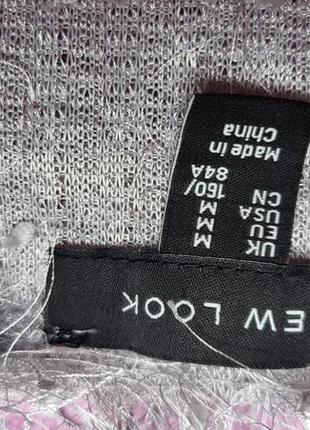 EW LOOK
UK M
EU M
USA M
CN 160/84A
Made in China